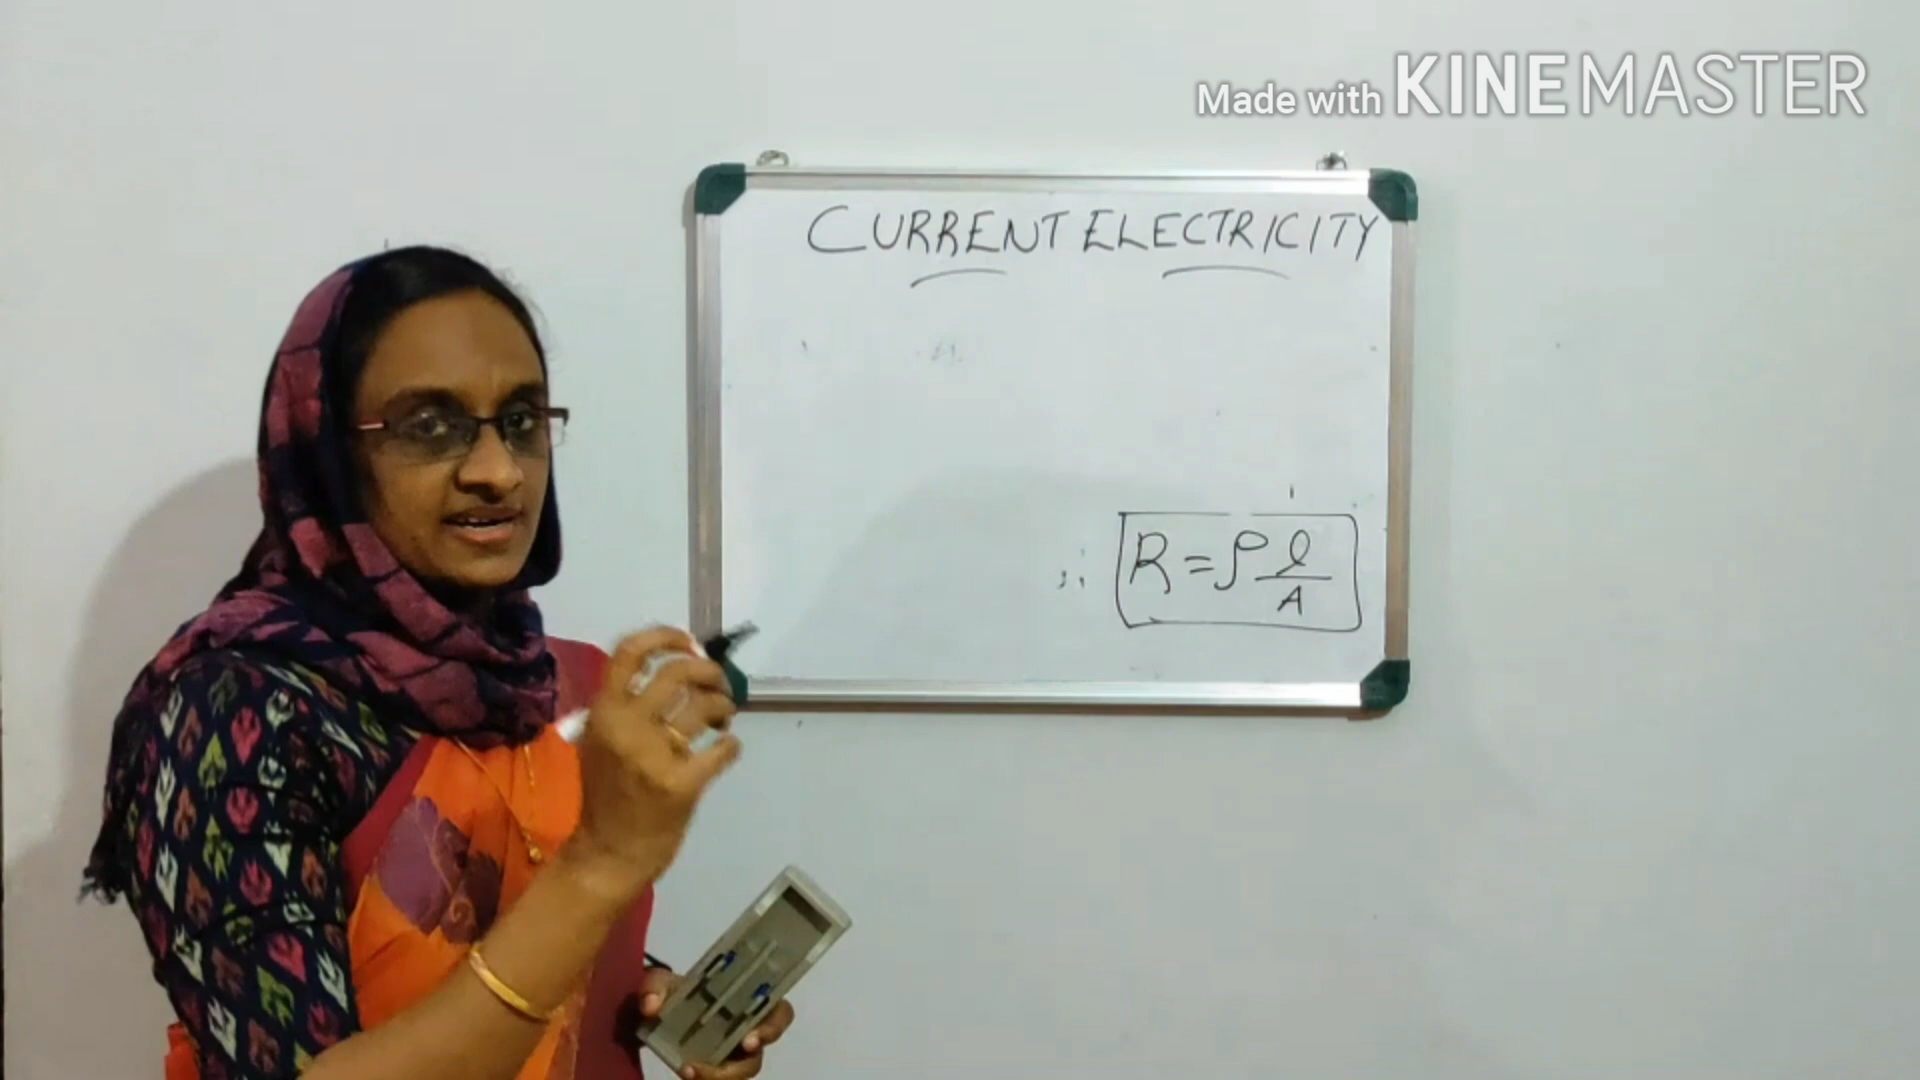 Made with KINEMASTER
CURRENT ELECTRICITY
∴ R = ρ l/A